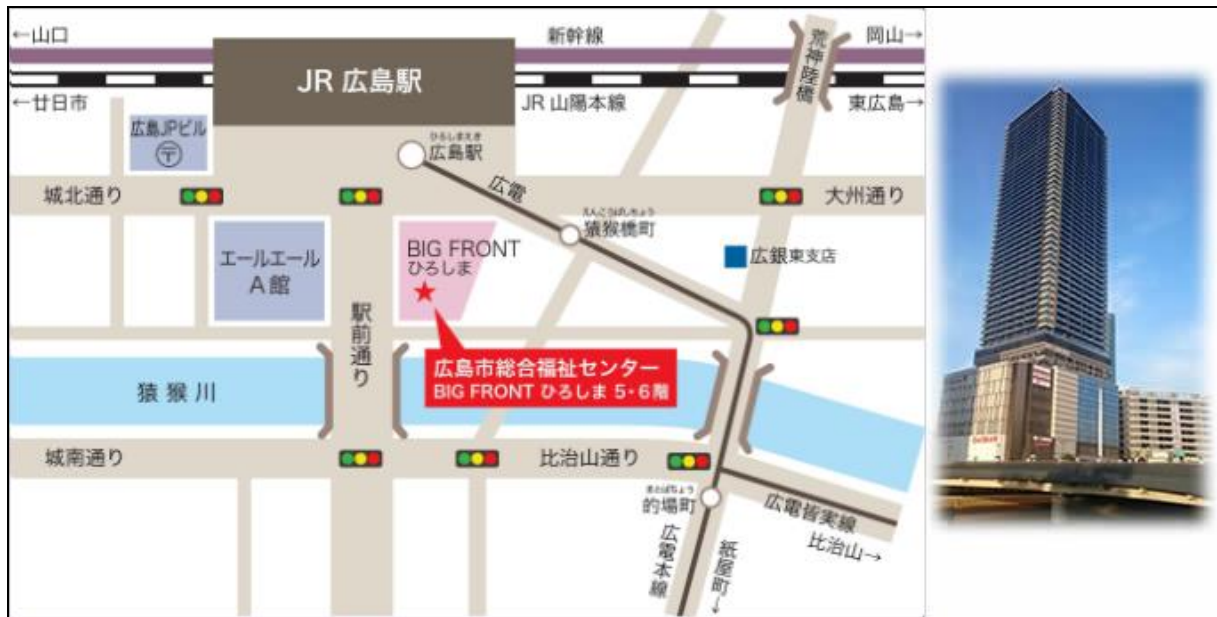 ←山口
新幹線
岡山→
荒神陸橋
JR 広島駅
←廿日市
JR 山陽本線
東広島→
広島JPビル
〒
ひろしまえき
広島駅
城北通り
広電
大州通り
えんこうばしちょう
猿猴橋町
エールエール
A館
BIG FRONT
ひろしま
広銀東支店
駅前通り
広島市総合福祉センター
BIG FRONT ひろしま 5・6階
猿猴川
城南通り
比治山通り
まとばちょう
的場町
広電皆実線
比治山→
広電本線
紙屋町→